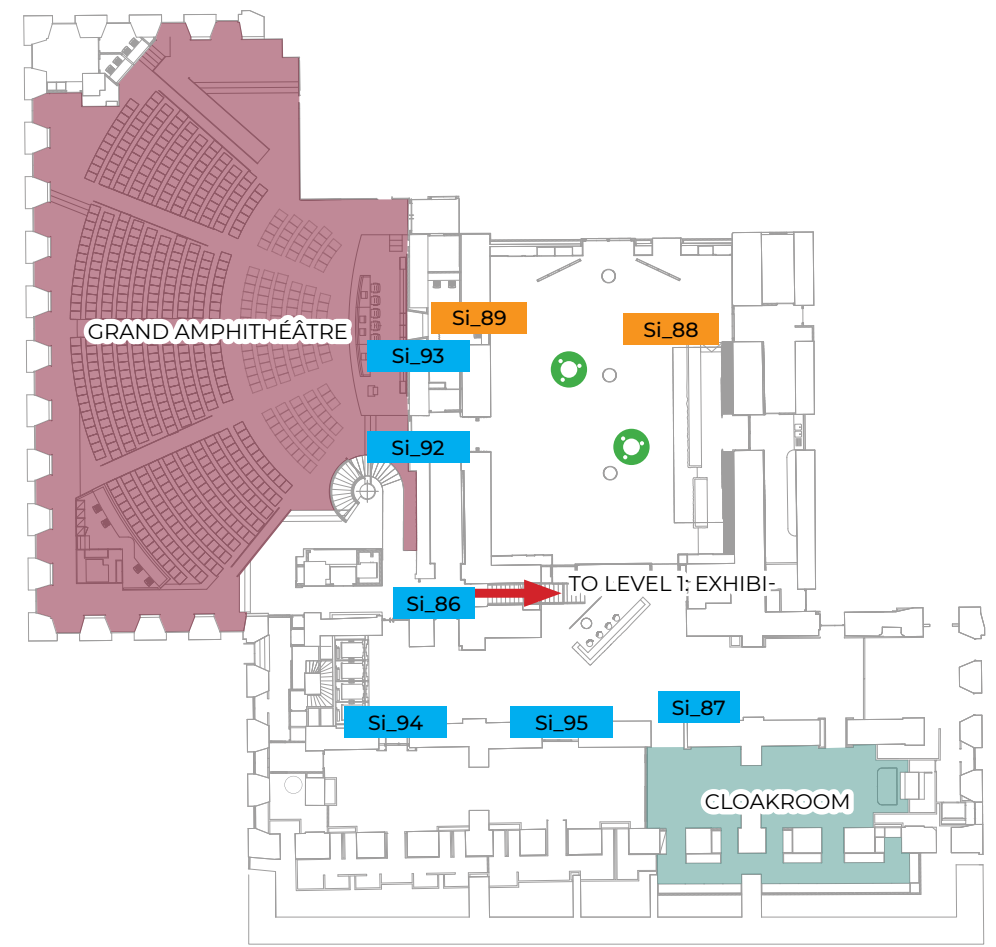 Si_89
Si_88
GRAND AMPHITHÉÂTRE
Si_93
Si_92
TO LEVEL 1: EXHIBI-
Si_86
Si_87
Si_94
Si_95
CLOAKROOM